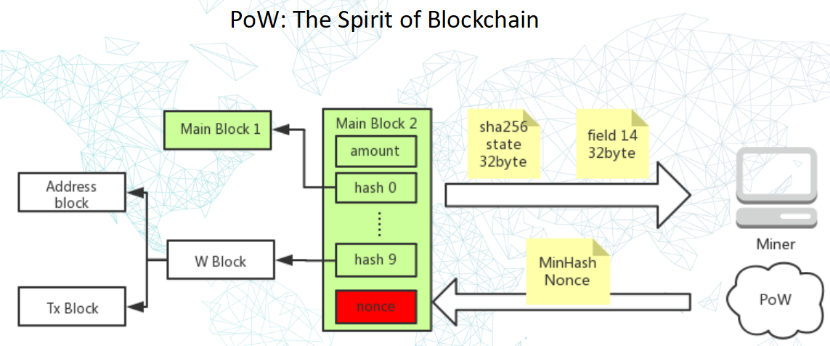 PoW: The Spirit of Blockchain
Main Block 1
Main Block 2
amount
hash 0
hash 9
nonce
Address
block
W Block
Tx Block
sha256
state
32byte
field 14
32byte
Miner
MinHash
Nonce
PoW